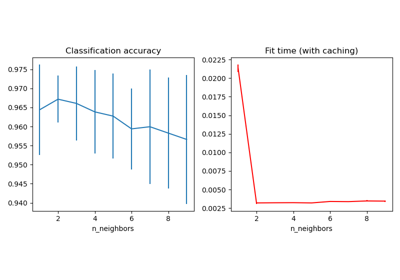 Classification accuracy
0.975
0.970
0.965
0.960
0.955
0.950
0.945
0.940
2 4 6 8
n_neighbors
Fit time (with caching)
0.0225
0.0200
0.0175
0.0150
0.0125
0.0100
0.0075
0.0050
0.0025
2 4 6 8
n_neighbors